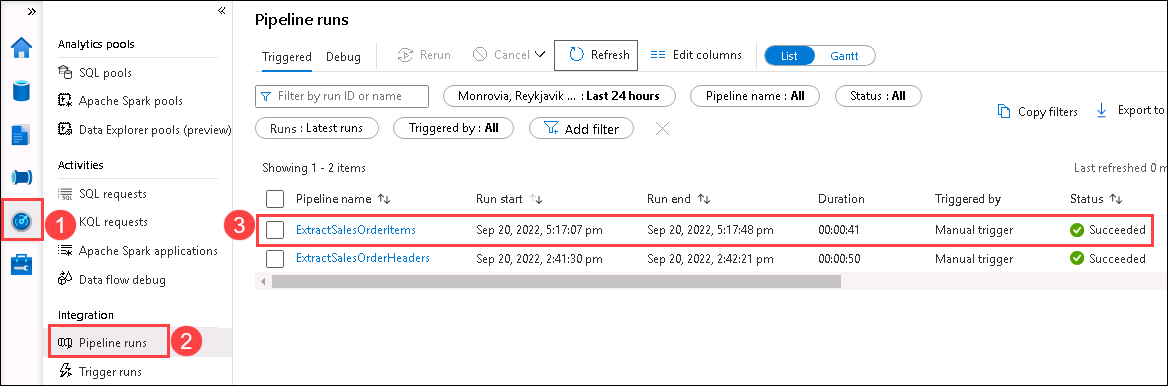 »
«
Analytics pools
SQL pools
Apache Spark pools
Data Explorer pools (preview)
Activities
SQL requests
1
KQL requests
Apache Spark applications
Data flow debug
Integration
Pipeline runs
2
Trigger runs
Pipeline runs
Triggered Debug Rerun Cancel Refresh Edit columns List Gantt
Filter by run ID or name Monrovia, Reykjavik ... : Last 24 hours Pipeline name : All Status : All
Copy filters Export to
Runs : Latest runs Triggered by : All Add filter
Showing 1 - 2 items Last refreshed 0 m
Pipeline name Run start Run end Duration Triggered by Status
3
ExtractSalesOrderItems Sep 20, 2022, 5:17:07 pm Sep 20, 2022, 5:17:48 pm 00:00:41 Manual trigger Succeeded
ExtractSalesOrderHeaders Sep 20, 2022, 2:41:30 pm Sep 20, 2022, 2:42:21 pm 00:00:50 Manual trigger Succeeded